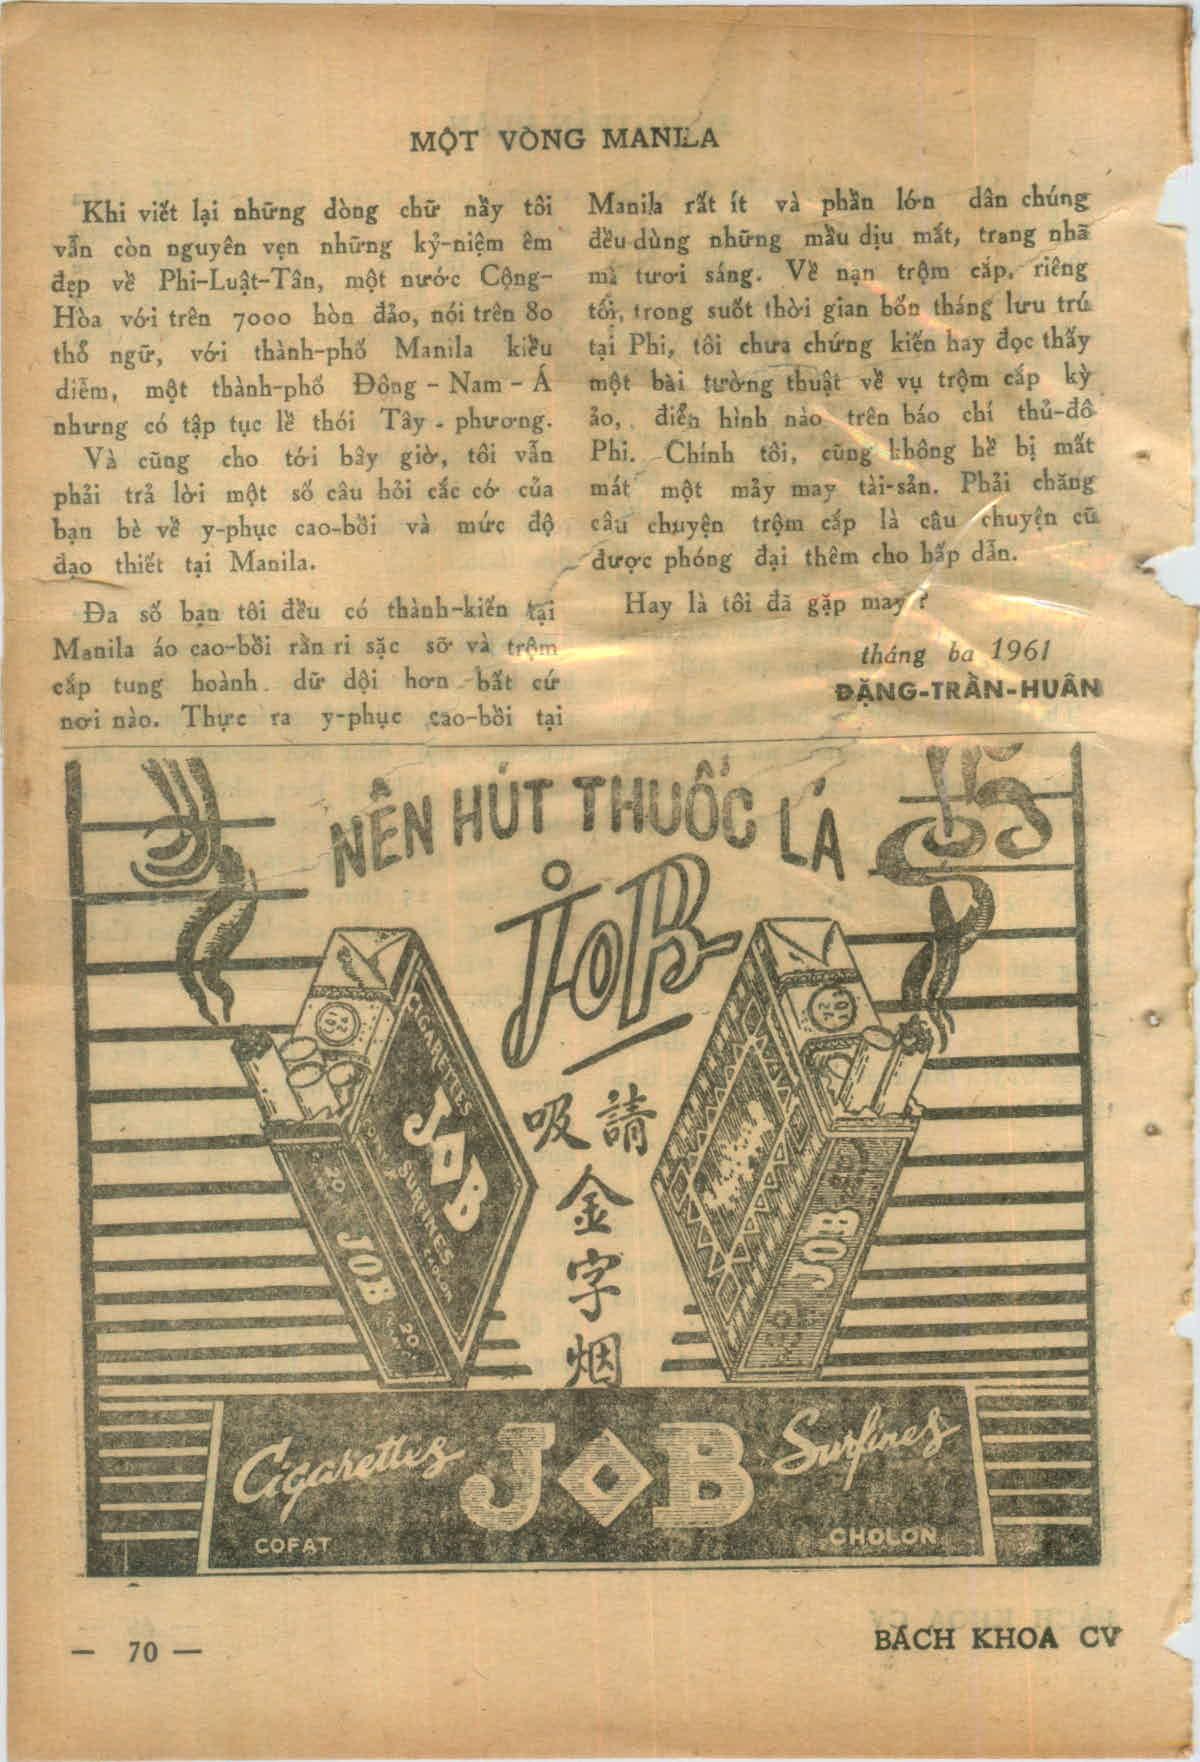 MỘT VÒNG MANILA
Khi viết lại những dòng chữ nầy tôi
vẫn còn nguyên vẹn những kỷ-niệm êm
đẹp về Phi-Luật-Tân, một nước Cộng-
Hòa với trên 7000 hòn đảo, nói trên 80
thổ ngữ, với thành-phố Manila kiều
diễm, một thành-phố Đông - Nam - Á
nhưng có tập tục lề thói Tây - phương.
Và cũng cho tới bây giờ, tôi vẫn
phải trả lời một số câu hỏi cắc cớ của
bạn bè về y-phục cao-bồi và mức độ
đạo thiết tại Manila.
Đa số bạn tôi đều có thành-kiến tại
Manila áo cao-bồi rằn ri sặc sỡ và trộm
cắp tung hoành dữ dội hơn bất cứ
nơi nào. Thực ra y-phục cao-bồi tại
Manila rất ít và phần lớn dân chúng
đều dùng những mầu dịu mắt, trang nhã
mà tươi sáng. Về nạn trộm cắp, riêng
tôi, trong suốt thời gian bốn tháng lưu trú
tại Phi, tôi chưa chứng kiến hay đọc thấy
một bài tường thuật về vụ trộm cắp kỳ
ảo, điển hình nào trên báo chí thủ-đô
Phi. Chính tôi, cũng không hề bị mất
mát một mảy may tài-sản. Phải chăng
câu chuyện trộm cắp là câu chuyện cũ
được phóng đại thêm cho hấp dẫn.
Hay là tôi đã gặp may ?
tháng ba 1961
ĐẶNG-TRẦN-HUÂN
NÊN HÚT THUỐC LÁ
JOB
請吸
金
字
烟
CIGARETTES
JOB
SURFINES
CHOLON
20
JOB
20
JOB
Cigarettes JOB Surfines
COFAT CHOLON
— 70 —
BÁCH KHOA CV